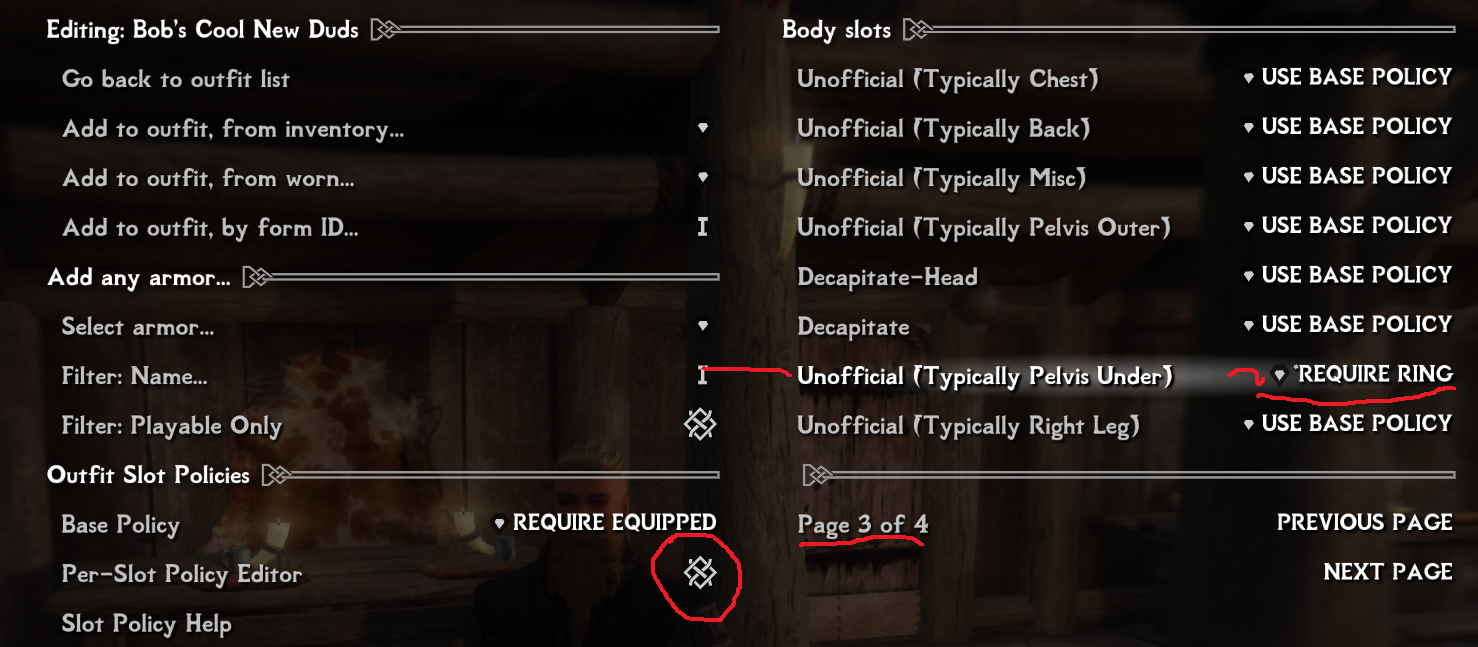 Editing: Bob's Cool New Duds
Go back to outfit list
Add to outfit, from inventory...
Add to outfit, from worn...
Add to outfit, by form ID...
I
Add any armor...
Select armor...
Filter: Name...
I
Filter: Playable Only
Outfit Slot Policies
Base Policy
REQUIRE EQUIPPED
Per-Slot Policy Editor
Slot Policy Help
Body slots
Unofficial (Typically Chest)
USE BASE POLICY
Unofficial (Typically Back)
USE BASE POLICY
Unofficial (Typically Misc)
USE BASE POLICY
Unofficial (Typically Pelvis Outer)
USE BASE POLICY
Decapitate-Head
USE BASE POLICY
Decapitate
USE BASE POLICY
Unofficial (Typically Pelvis Under)
*REQUIRE RING
Unofficial (Typically Right Leg)
USE BASE POLICY
Page 3 of 4
PREVIOUS PAGE
NEXT PAGE